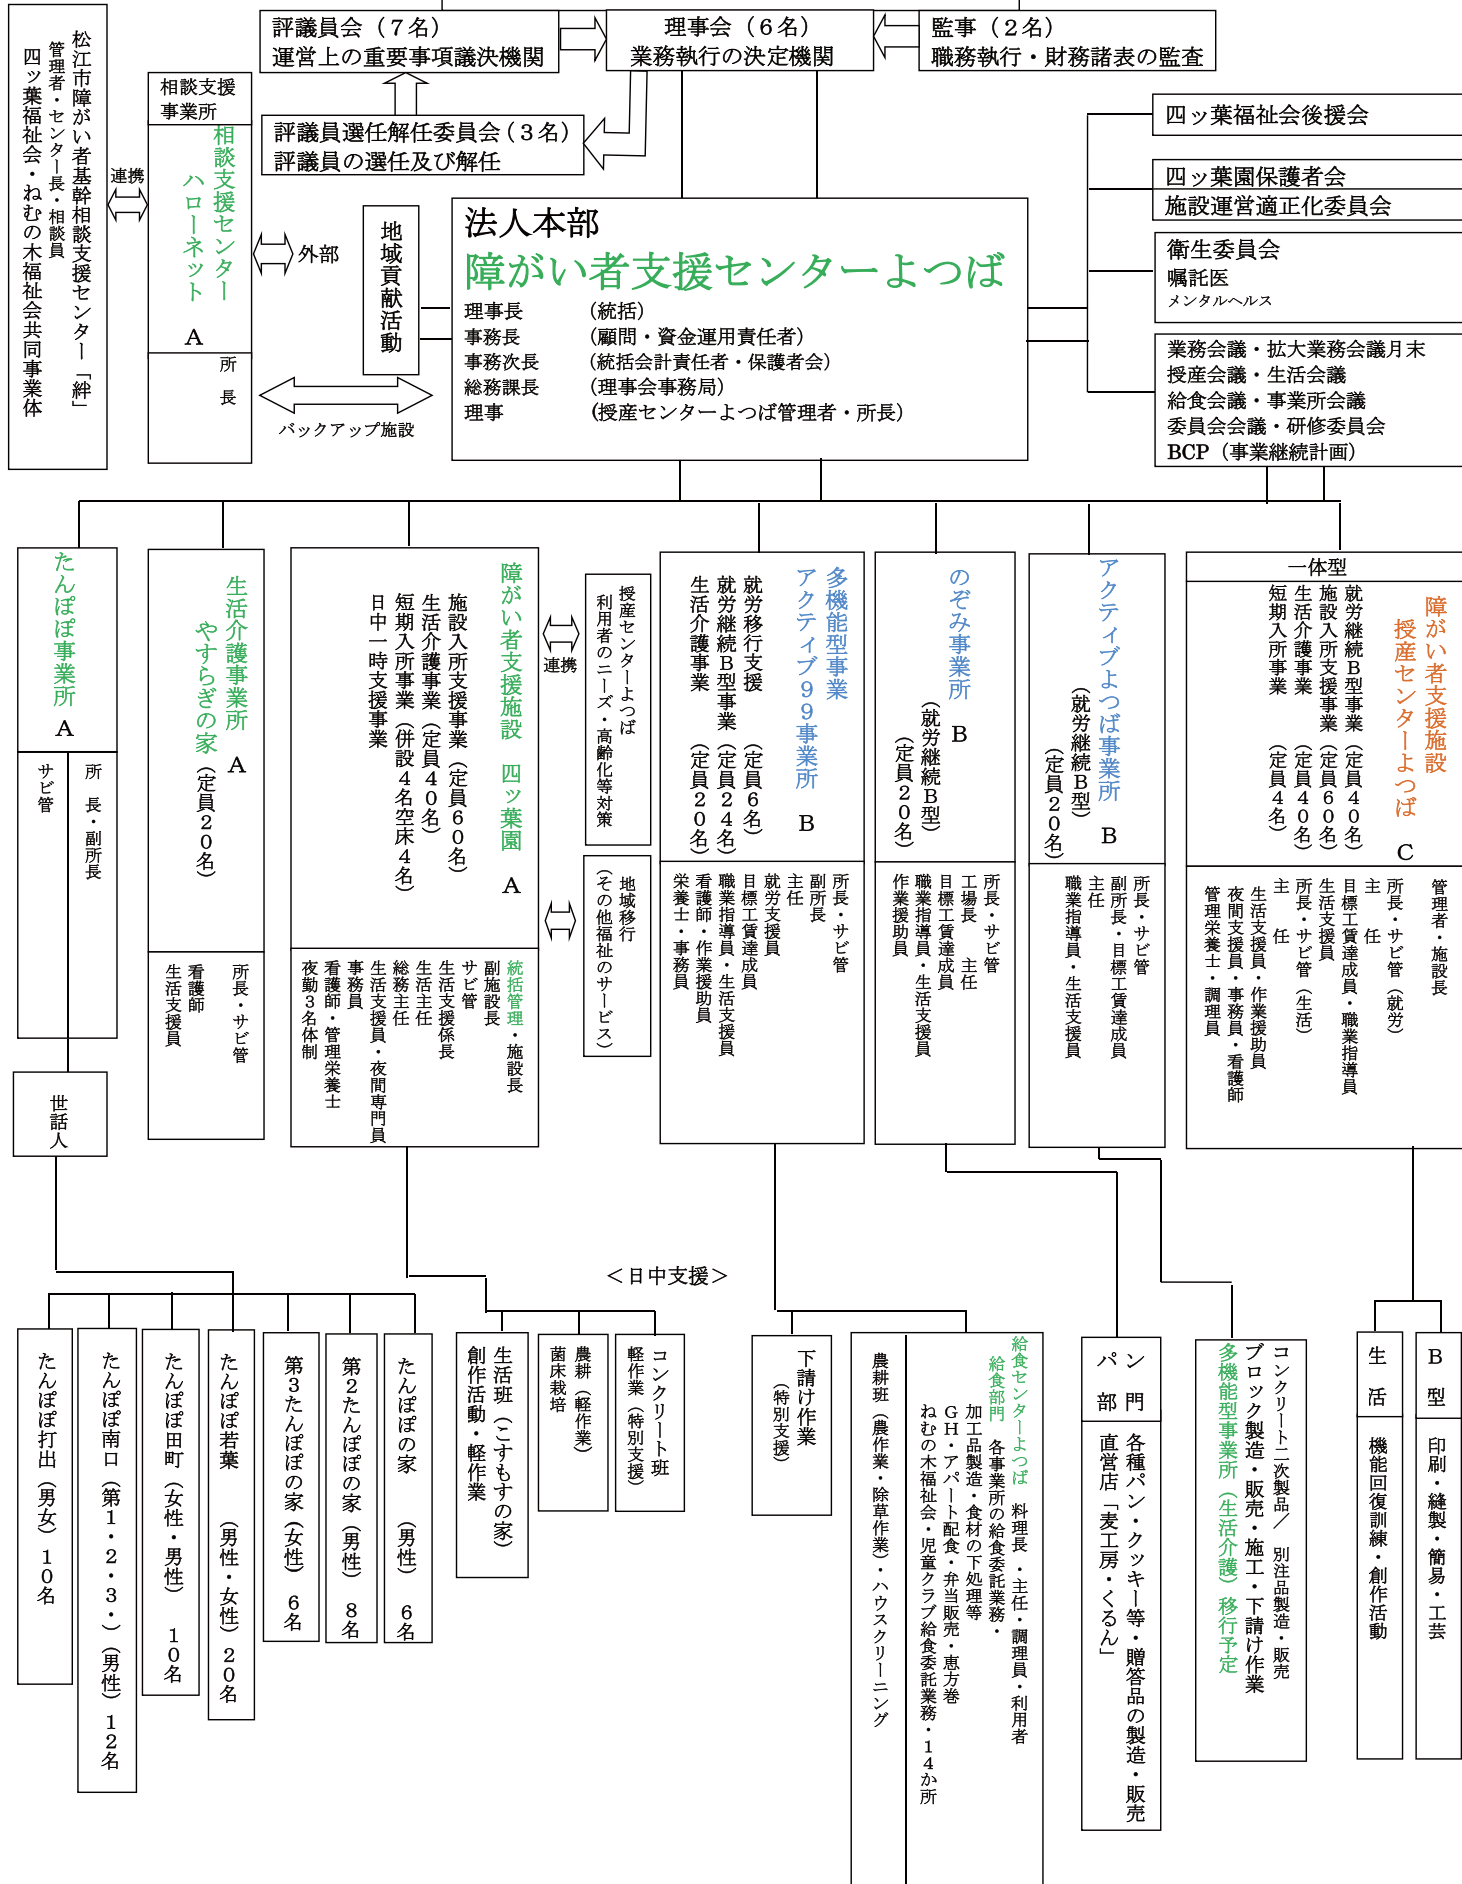 評議員会（７名）
運営上の重要事項議決機関
理事会（６名）
業務執行の決定機関
監事（２名）
職務執行・財務諸表の監査
評議員選任解任委員会（３名）
評議員の選任及び解任
松江市障がい者基幹相談支援センター「絆」
管理者・センター長・相談員
四ッ葉福祉会・ねむの木福祉会共同事業体
連携
相談支援
事業所
相談支援センター
ハローネット
A
所 長
外部
バックアップ施設
地域貢献活動
法人本部
障がい者支援センターよつば
理事長 （統括）
事務長 （顧問・資金運用責任者）
事務次長 （統括会計責任者・保護者会）
総務課長 （理事会事務局）
理事 （授産センターよつば管理者・所長）
四ッ葉福祉会後援会
四ッ葉園保護者会
施設運営適正化委員会
衛生委員会
嘱託医
メンタルヘルス
業務会議・拡大業務会議月末
授産会議・生活会議
給食会議・事業所会議
委員会会議・研修委員会
BCP（事業継続計画）
たんぽぽ事業所 A
所 長・副所長
サビ管
世話人
生活介護事業所 A
やすらぎの家（定員２０名）
所長・サビ管
看護師
生活支援員
障がい者支援施設 四ッ葉園 A
施設入所支援事業（定員６０名）
生活介護事業（定員４０名）
短期入所事業（併設４名空床４名）
日中一時支援事業
統括管理・施設長
副施設長
サビ管
生活支援係長
生活主任
総務主任
生活支援員・夜間専門員
事務員
看護師・管理栄養士
夜勤３名体制
連携
授産センターよつば
利用者のニーズ・高齢化等対策
地域移行
（その他福祉のサービス）
多機能型事業
アクティブ９９事業所 B
就労移行支援 （定員６名）
就労継続Ｂ型事業（定員２４名）
生活介護事業 （定員２０名）
所長・サビ管
副所長
主任
就労支援員
目標工賃達成員
職業指導員・生活支援員
看護師・作業援助員
栄養士・事務員
のぞみ事業所 B
（就労継続Ｂ型）
（定員２０名）
所長・サビ管
工場長 主任
目標工賃達成員
職業指導員・生活支援員
作業援助員
アクティブよつば事業所 B
（就労継続Ｂ型）
（定員２０名）
所長・サビ管
副所長・目標工賃達成員
主任
職業指導員・生活支援員
一体型
障がい者支援施設
授産センターよつば C
就労継続Ｂ型事業（定員４０名）
施設入所支援事業（定員６０名）
生活介護事業 （定員４０名）
短期入所事業 （定員４名）
管理者・施設長
所長・サビ管（就労）
主 任
目標工賃達成員・職業指導員
生活支援員
所長・サビ管（生活）
主 任
生活支援員・作業援助員
夜間支援員・事務員・看護師
管理栄養士・調理員
＜日中支援＞
たんぽぽ打出（男女）１０名
たんぽぽ南口（第１・２・３・）（男性）１２名
たんぽぽ田町（女性・男性） １０名
たんぽぽ若葉 （男性・女性）２０名
第３たんぽぽの家（女性） ６名
第２たんぽぽの家（男性） ８名
たんぽぽの家 （男性） ６名
生活班（こすもすの家）
創作活動・軽作業
農耕（軽作業）
菌床栽培
コンクリート班
軽作業（特別支援）
下請け作業
（特別支援）
給食センターよつば 料理長 ・主任・調理員・利用者
給食部門 各事業所の給食委託業務・
加工品製造・食材の下処理等
ＧＨ・アパート配食・弁当販売・恵方巻
ねむの木福祉会・児童クラブ給食委託業務・１４か所
農耕班（農作業・除草作業）・ハウスクリーニング
パン
部門
各種パン・クッキー等・贈答品の製造・販売
直営店「麦工房・くるん」
コンクリート二次製品／ 別注品製造・販売
ブロック製造・販売・施工・下請け作業
多機能型事業所（生活介護）移行予定
生 活
機能回復訓練・創作活動
B 型
印刷・縫製・簡易・工芸